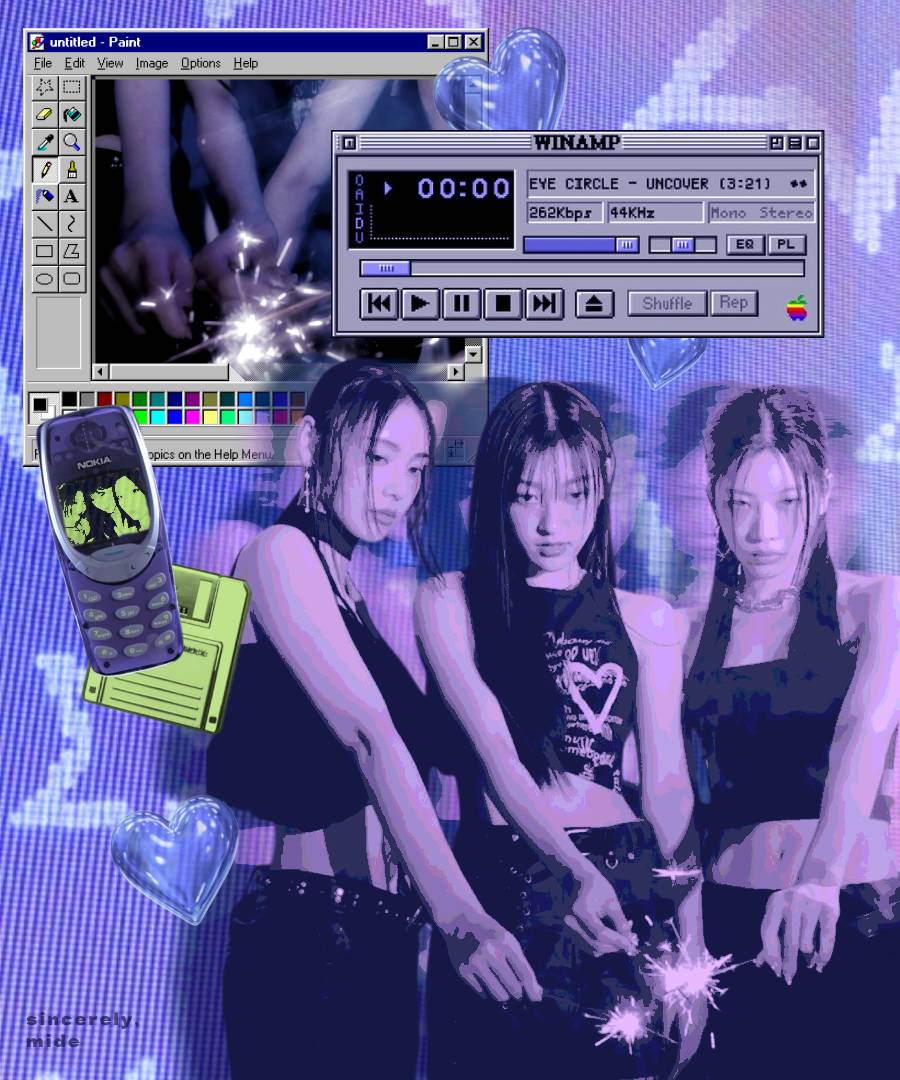 untitled - Paint
File Edit View Image Options Help
WINAMP
OAIDU
00:00
EYE CIRCLE - UNCOVER (3:21) **
262Kbps 44KHz Mono Stereo
EQ PL
Shuffle Rep
opics on the Help Menu.
NOKIA
sincerely,
mide